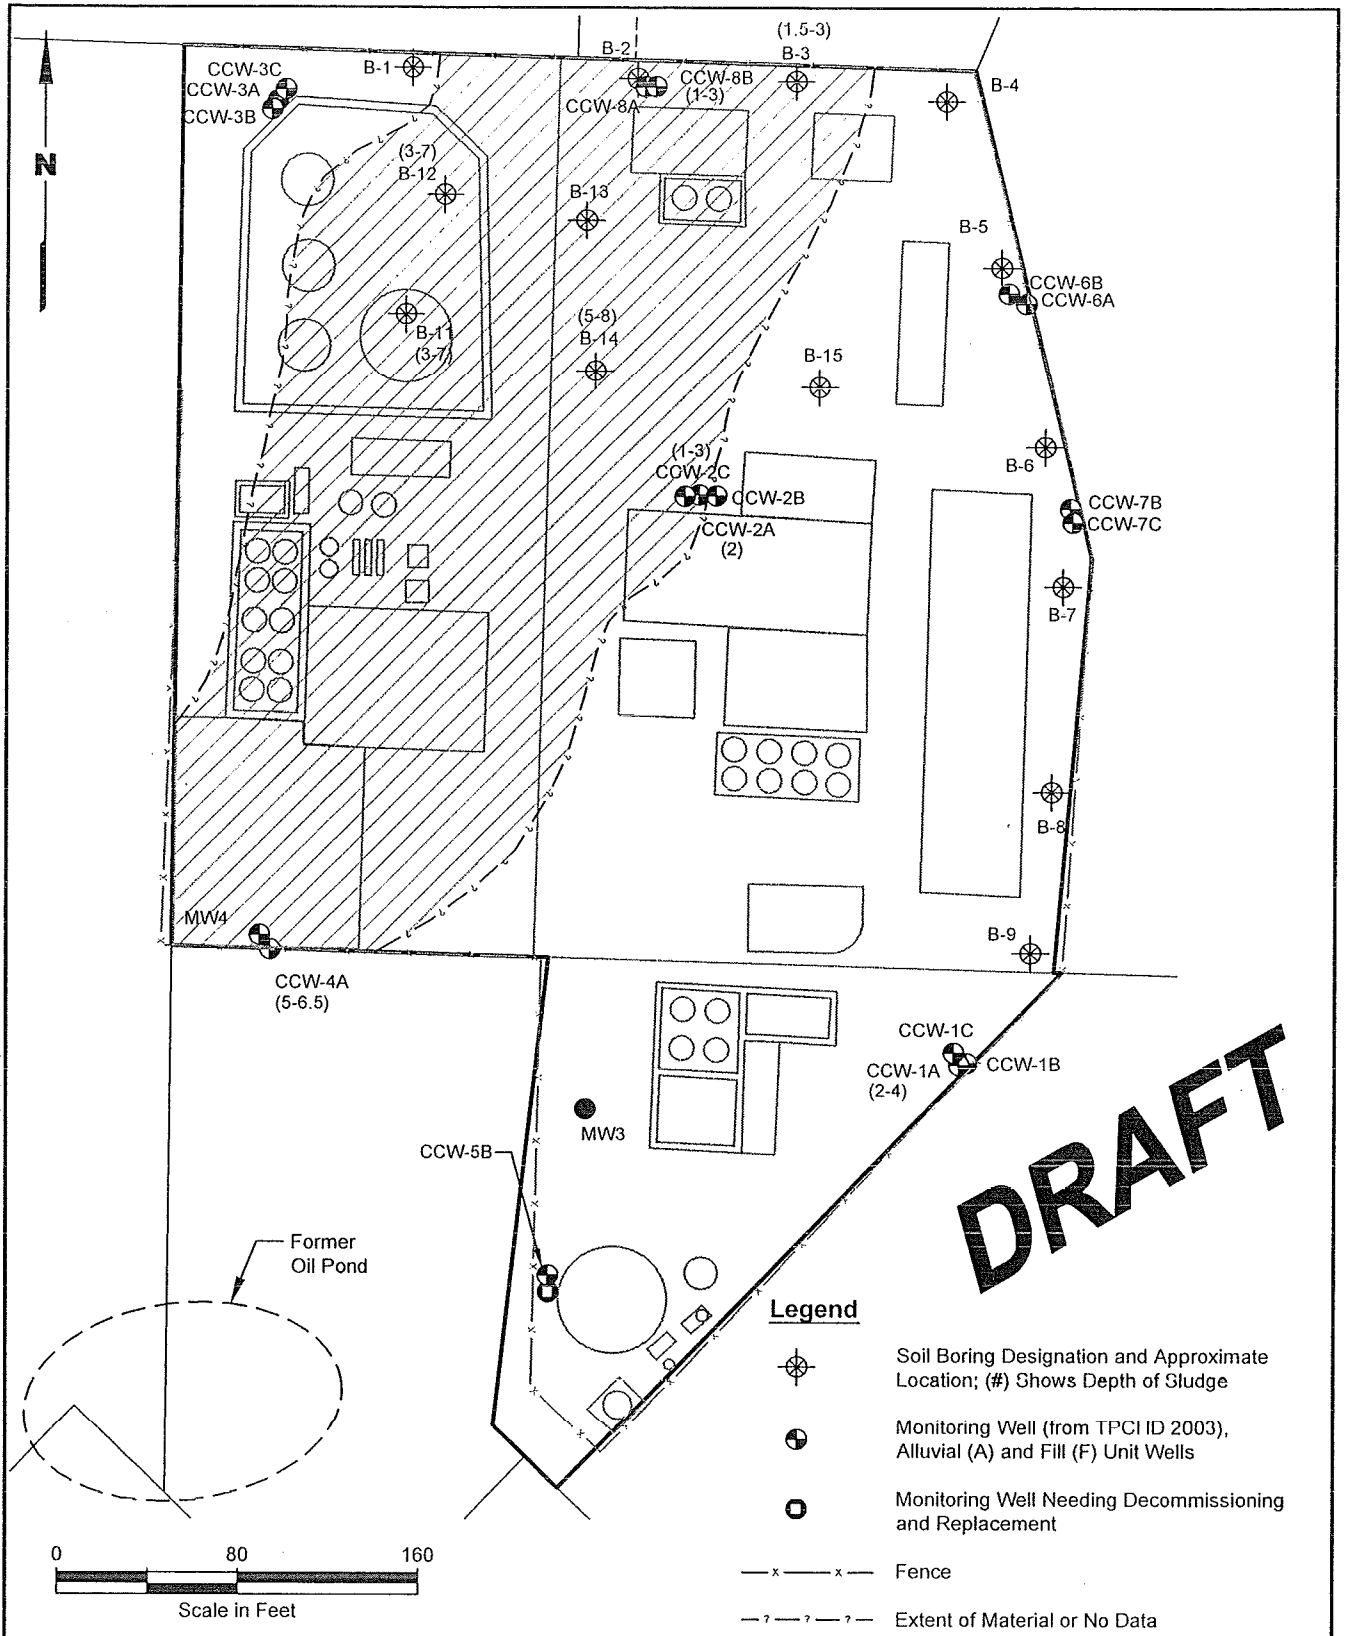 (1.5-3)
B-2
B-3
CCW-3C
CCW-3A
CCW-3B
B-1
CCW-8B
(1-3)
CCW-8A
B-4
N
(3-7)
B-12
B-13
B-5
CCW-6B
CCW-6A
B-11
(3-7)
(5-8)
B-14
B-15
B-6
(1-3)
CCW-2C
CCW-2B
CCW-2A
(2)
CCW-7B
CCW-7C
B-7
B-8
MW4
B-9
CCW-4A
(5-6.5)
CCW-1C
CCW-1A
(2-4)
CCW-1B
MW3
CCW-5B
DRAFT
Former
Oil Pond
Legend
Soil Boring Designation and Approximate
Location; (#) Shows Depth of Sludge
Monitoring Well (from TPCI ID 2003),
Alluvial (A) and Fill (F) Unit Wells
Monitoring Well Needing Decommissioning
and Replacement
x x Fence
? ? ? Extent of Material or No Data
0 80 160
Scale in Feet